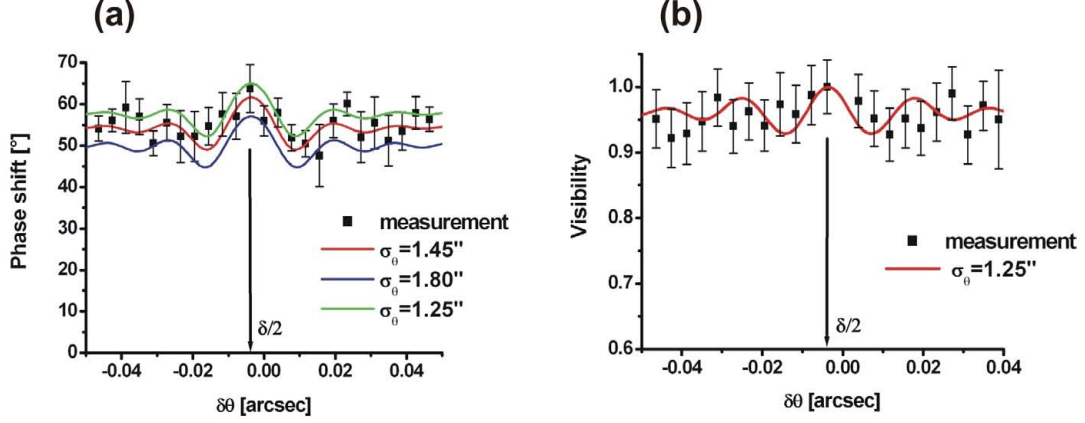 (a)
70
60
50
40
30
20
10
0
Phase shift [°]
measurement
σθ=1.45"
σθ=1.80"
σθ=1.25"
δ/2
-0.04
-0.02
0.00
0.02
0.04
δθ [arcsec]
(b)
1.0
0.9
0.8
0.7
0.6
Visibility
measurement
σθ=1.25"
δ/2
-0.04
-0.02
0.00
0.02
0.04
δθ [arcsec]